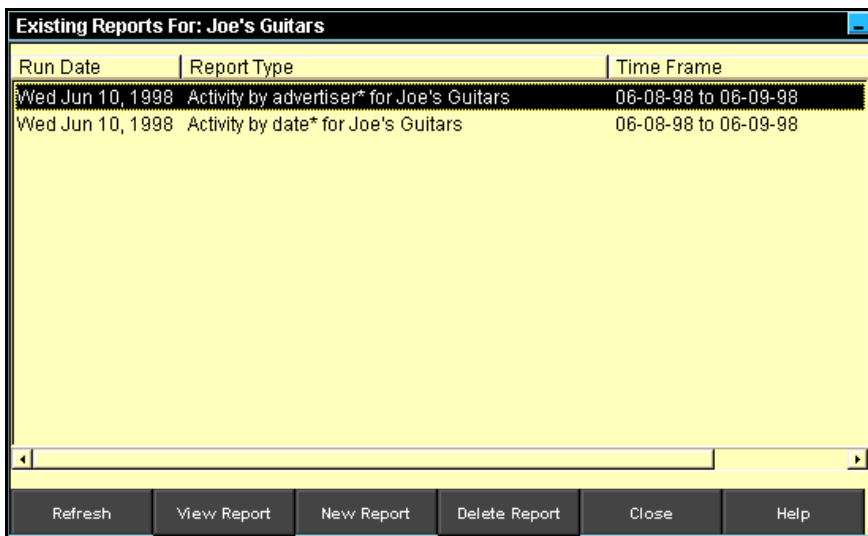 Existing Reports For: Joe's Guitars
Run Date Report Type Time Frame
Wed Jun 10, 1998 Activity by advertiser* for Joe's Guitars 06-08-98 to 06-09-98
Wed Jun 10, 1998 Activity by date* for Joe's Guitars 06-08-98 to 06-09-98
Refresh View Report New Report Delete Report Close Help